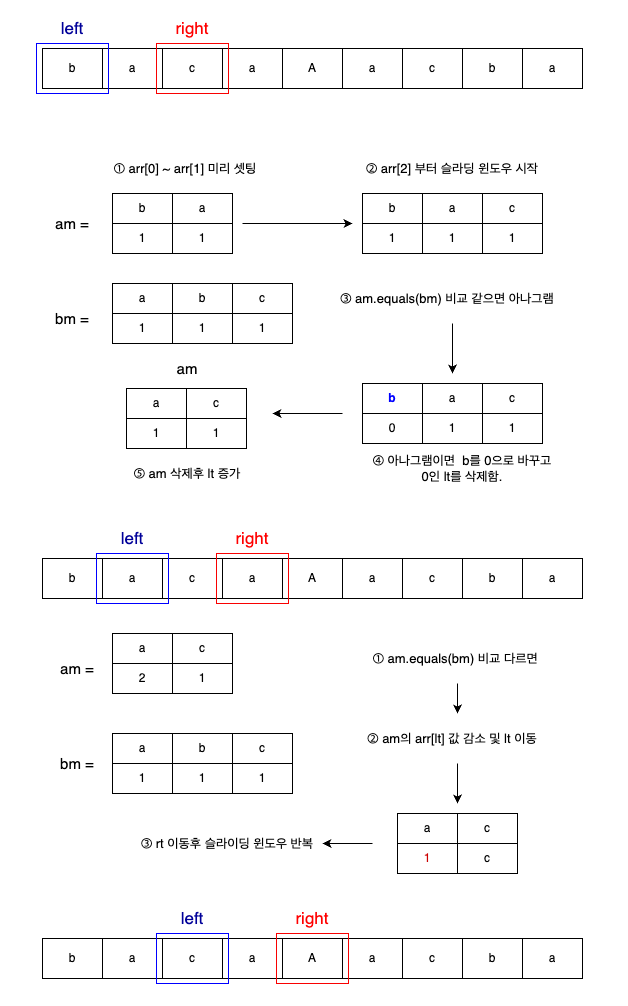 left right
b a c a A a c b a
① arr[0] ~ arr[1] 미리 셋팅
② arr[2] 부터 슬라딩 윈도우 시작
am =
b a
1 1
b a c
1 1 1
bm =
a b c
1 1 1
③ am.equals(bm) 비교 같으면 아나그램
am
a c
1 1
b a c
0 1 1
④ 아나그램이면 b를 0으로 바꾸고
0인 lt를 삭제함.
⑤ am 삭제후 lt 증가
left right
b a c a A a c b a
am =
a c
2 1
① am.equals(bm) 비교 다르면
② am의 arr[lt] 값 감소 및 lt 이동
bm =
a b c
1 1 1
a c
1 c
③ rt 이동후 슬라이딩 윈도우 반복
left right
b a c a A a c b a